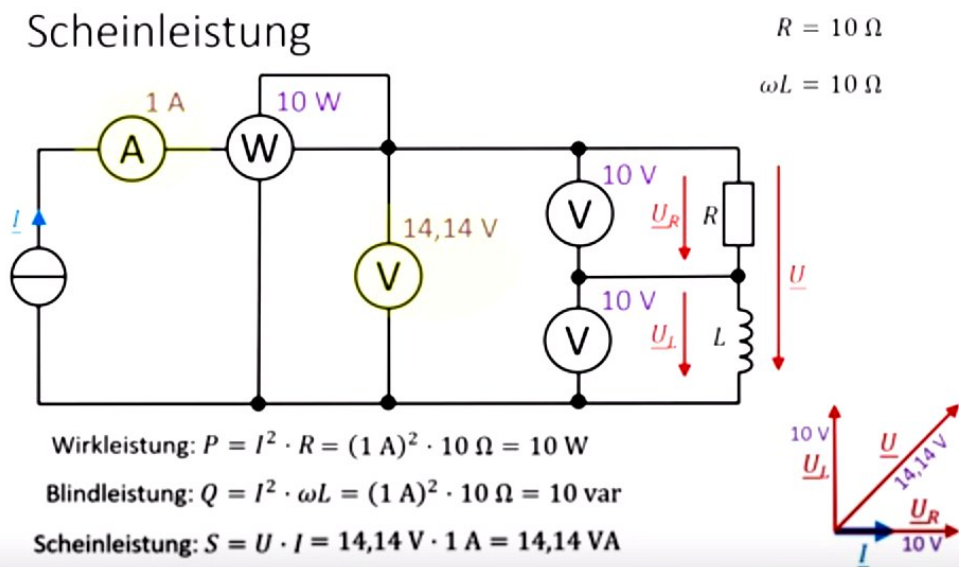 Scheinleistung
R = 10 Ω
ωL = 10 Ω
1 A
10 W
A
W
10 V
V
U_R
R
14,14 V
V
I
U
10 V
V
U_L
L
Wirkleistung: P = I² · R = (1 A)² · 10 Ω = 10 W
Blindleistung: Q = I² · ωL = (1 A)² · 10 Ω = 10 var
Scheinleistung: S = U · I = 14,14 V · 1 A = 14,14 VA
10 V
U_L
U
14,14 V
U_R
10 V
I